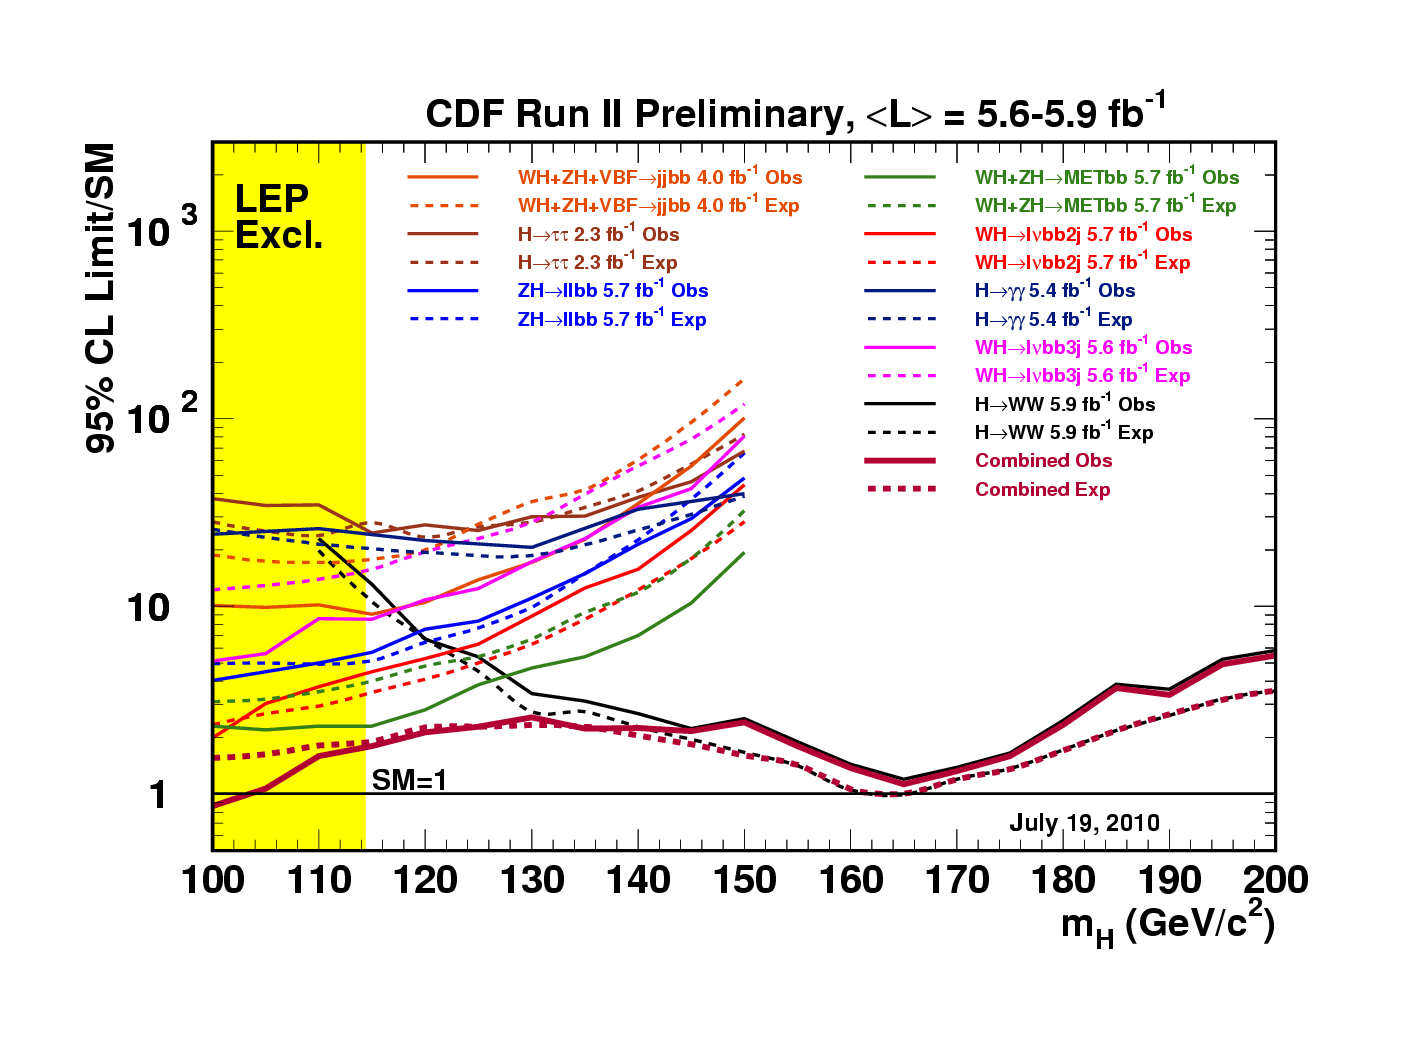 CDF Run II Preliminary, <L> = 5.6-5.9 fb⁻¹
95% CL Limit/SM
LEP
Excl.
WH+ZH+VBF→jjbb 4.0 fb⁻¹ Obs
WH+ZH+VBF→jjbb 4.0 fb⁻¹ Exp
H→ττ 2.3 fb⁻¹ Obs
H→ττ 2.3 fb⁻¹ Exp
ZH→llbb 5.7 fb⁻¹ Obs
ZH→llbb 5.7 fb⁻¹ Exp
WH+ZH→METbb 5.7 fb⁻¹ Obs
WH+ZH→METbb 5.7 fb⁻¹ Exp
WH→lνbb2j 5.7 fb⁻¹ Obs
WH→lνbb2j 5.7 fb⁻¹ Exp
H→γγ 5.4 fb⁻¹ Obs
H→γγ 5.4 fb⁻¹ Exp
WH→lνbb3j 5.6 fb⁻¹ Obs
WH→lνbb3j 5.6 fb⁻¹ Exp
H→WW 5.9 fb⁻¹ Obs
H→WW 5.9 fb⁻¹ Exp
Combined Obs
Combined Exp
10³
10²
10
1
SM=1
July 19, 2010
100 110 120 130 140 150 160 170 180 190 200
m_H (GeV/c²)